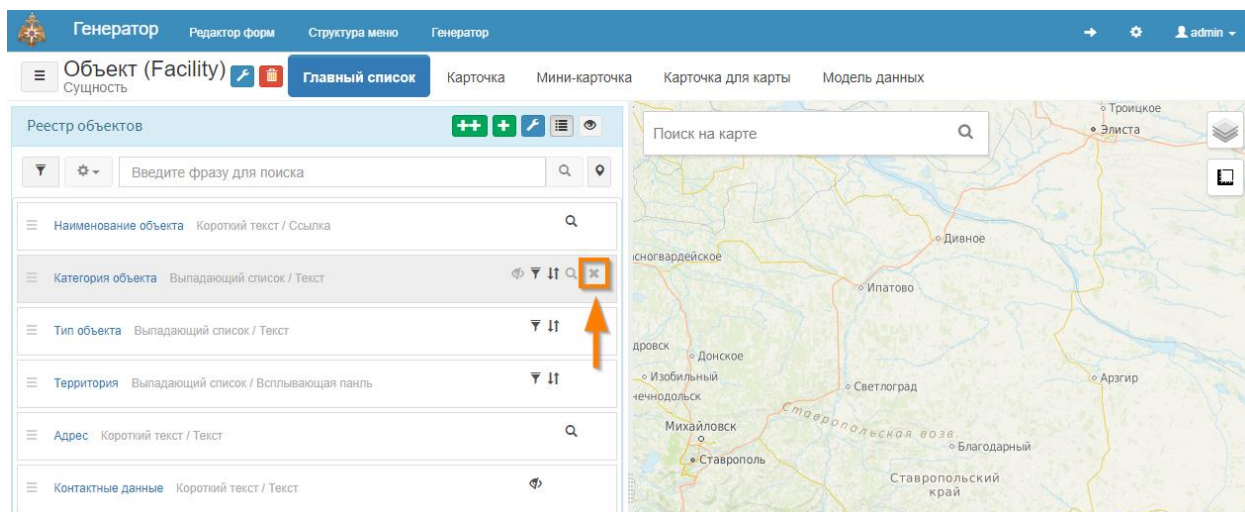 Генератор Редактор форм Структура меню Генератор admin
Объект (Facility) Главный список Карточка Мини-карточка Карточка для карты Модель данных
Сущность
Реестр объектов
Введите фразу для поиска
Наименование объекта Короткий текст / Ссылка
Категория объекта Выпадающий список / Текст
Тип объекта Выпадающий список / Текст
Территория Выпадающий список / Всплывающая панль
Адрес Короткий текст / Текст
Контактные данные Короткий текст / Текст
Поиск на карте
Троицкое
Элиста
Дивное
сногвардейское
Ипатово
Донское
Изобильный
Светлоград
Арзгир
Михайловск
Ставропольская возв.
Благодарный
Ставрополь
Ставропольский
край